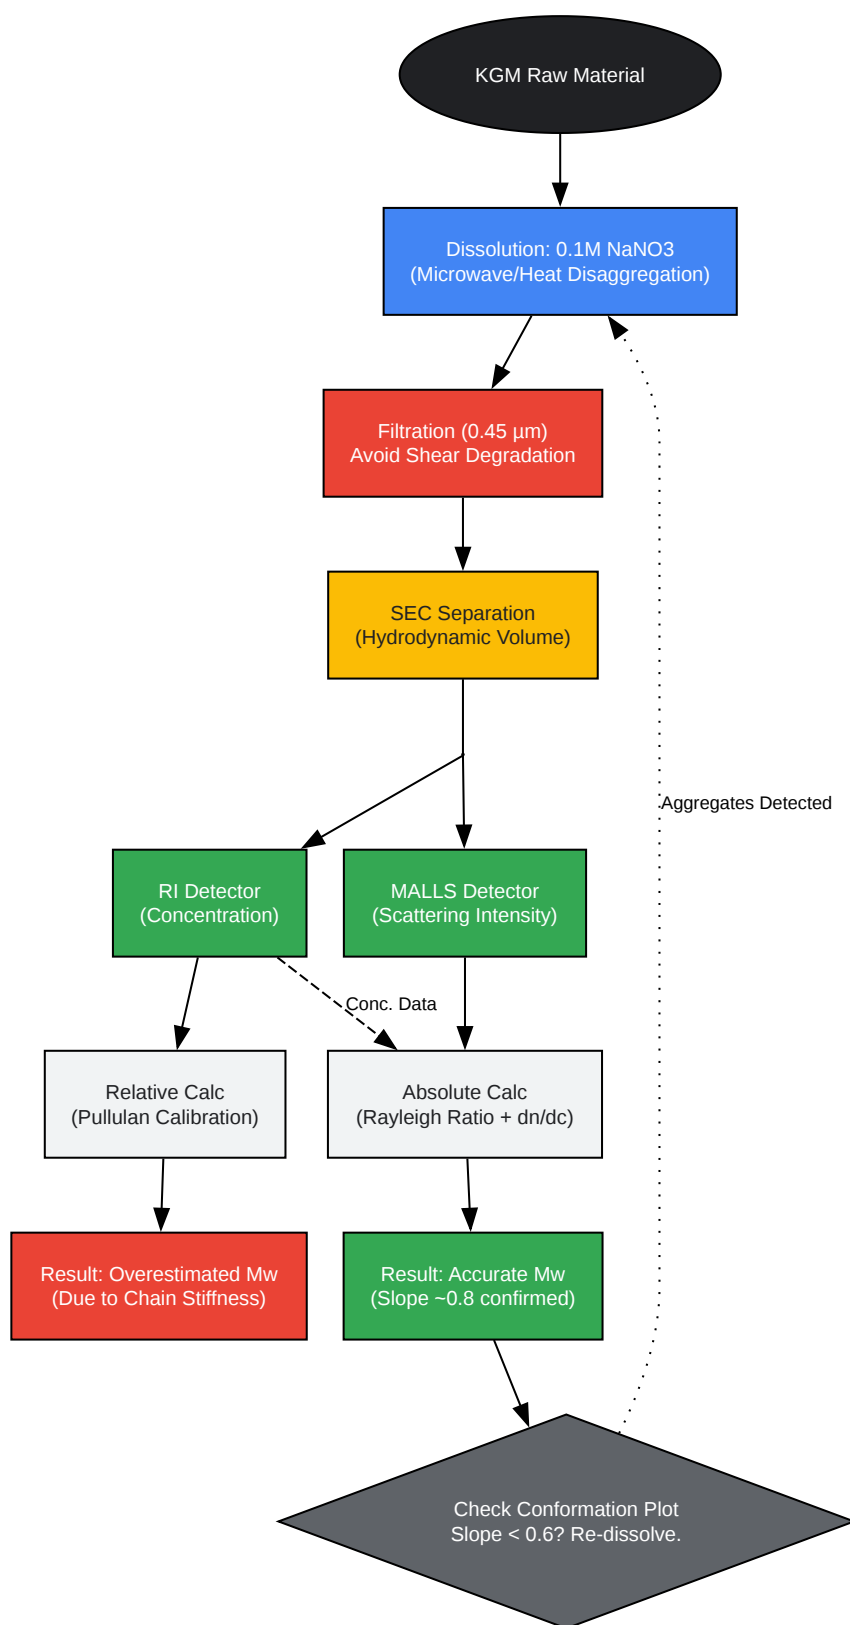 KGM Raw Material
Dissolution: 0.1M NaNO3
(Microwave/Heat Disaggregation)
Filtration (0.45 µm)
Avoid Shear Degradation
SEC Separation
(Hydrodynamic Volume)
Aggregates Detected
RI Detector
(Concentration)
MALLS Detector
(Scattering Intensity)
Conc. Data
Relative Calc
(Pullulan Calibration)
Absolute Calc
(Rayleigh Ratio + dn/dc)
Result: Overestimated Mw
(Due to Chain Stiffness)
Result: Accurate Mw
(Slope ~0.8 confirmed)
Check Conformation Plot
Slope < 0.6? Re-dissolve.